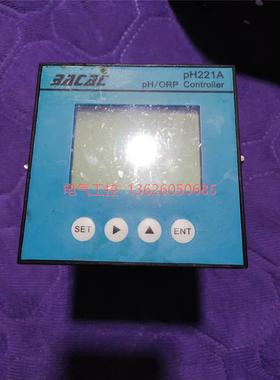 BACAL
pH221A
pH/ORP Controller
电气工控 13626050685
SET
ENT